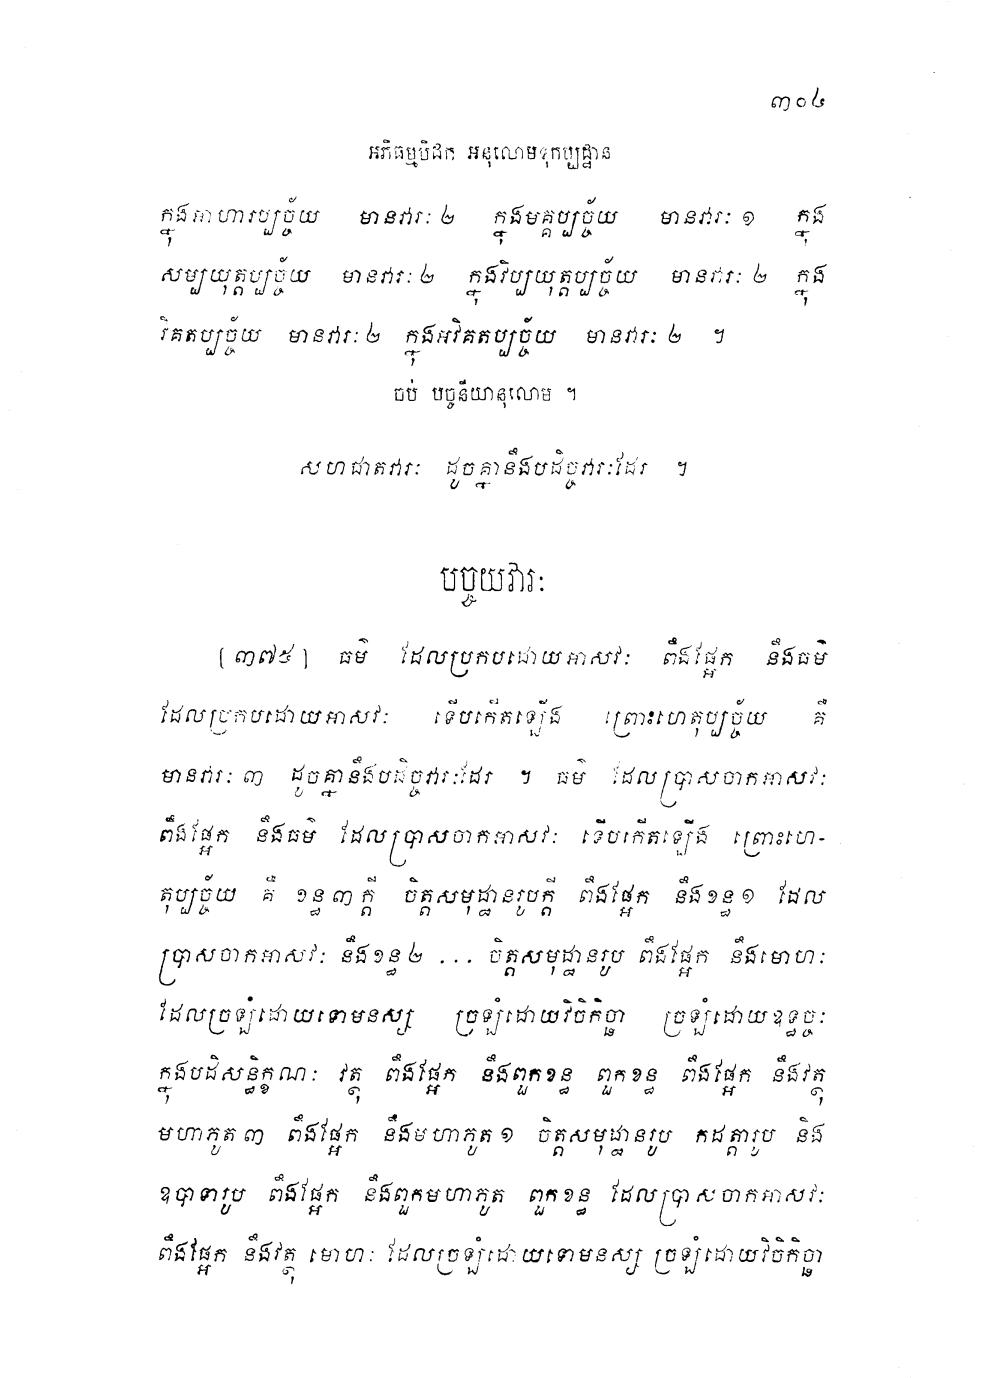 ៣០៤
អភិធម្មបិដក អនុលោមទុកប្បដ្ឋាន
ក្នុងអាហារប្បច្ច័យ មានវារៈ ២ ក្នុងមគ្គប្បច្ច័យ មានវារៈ ១ ក្នុង
សម្បយុត្តប្បច្ច័យ មានវារៈ ២ ក្នុងវិប្បយុត្តប្បច្ច័យ មានវារៈ ២ ក្នុង
វិគតប្បច្ច័យ មានវារៈ ២ ក្នុងអវិគតប្បច្ច័យ មានវារៈ ២ ។
ចប់ បច្ចនីយានុលោម ។
សហជាតវារៈ ដូចគ្នានឹងបដិច្ចវារៈដែរ ។
បច្ចយវារៈ
[៣៧៥] ធម៌ ដែលប្រកបដោយអាសវៈ ពឹងផ្អែក នឹងធម៌
ដែលប្រកបដោយអាសវៈ ទើបកើតឡើង ព្រោះហេតុប្បច្ច័យ គឺ
មានវារៈ ៣ ដូចគ្នានឹងបដិច្ចវារៈដែរ ។ ធម៌ ដែលប្រាសចាកអាសវៈ
ពឹងផ្អែក នឹងធម៌ ដែលប្រាសចាកអាសវៈ ទើបកើតឡើង ព្រោះហេ-
តុប្បច្ច័យ គឺ ខន្ធ៣ក្តី ចិត្តសមុដ្ឋានរូបក្តី ពឹងផ្អែក នឹងខន្ធ១ ដែល
ប្រាសចាកអាសវៈ នឹងខន្ធ២ ... ចិត្តសមុដ្ឋានរូប ពឹងផ្អែក នឹងមោហៈ
ដែលច្រឡំដោយទោមនស្ស ច្រឡំដោយវិចិកិច្ឆា ច្រឡំដោយឧទ្ធច្ចៈ
ក្នុងបដិសន្ធិក្ខណៈ វត្ថុ ពឹងផ្អែក នឹងពួកខន្ធ ពួកខន្ធ ពឹងផ្អែក នឹងវត្ថុ
មហាភូត៣ ពឹងផ្អែក នឹងមហាភូត១ ចិត្តសមុដ្ឋានរូប កដត្តារូប និង
ឧបាទារូប ពឹងផ្អែក នឹងពួកមហាភូត ពួកខន្ធ ដែលប្រាសចាកអាសវៈ
ពឹងផ្អែក នឹងវត្ថុ មោហៈ ដែលច្រឡំដោយទោមនស្ស ច្រឡំដោយវិចិកិច្ឆា